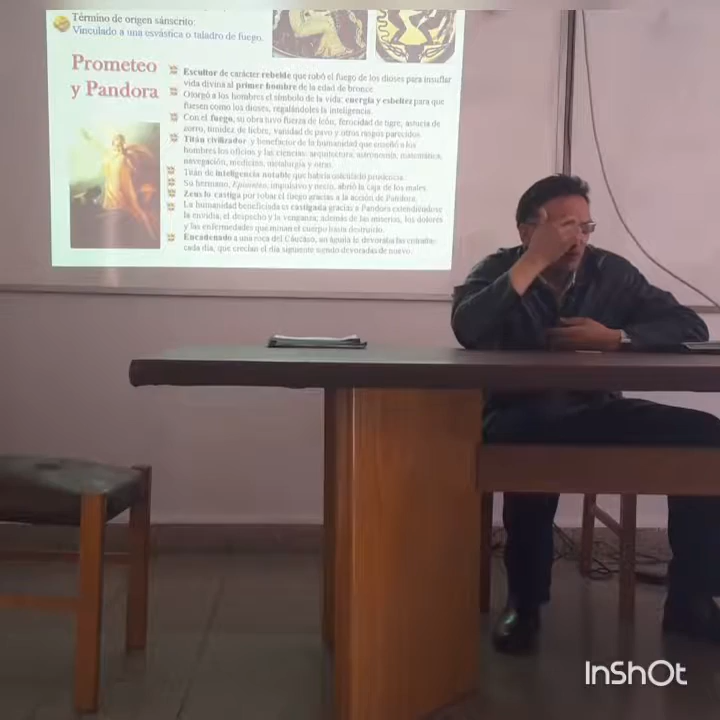 Término de origen sánscrito:
Vinculado a una esvástica o taladro de fuego.
Prometeo
y Pandora
Escultor de carácter rebelde que robó el fuego de los dioses para insuflar
vida divina al primer hombre de la edad de bronce.
Otorgó a los hombres el símbolo de la vida: energía y esbeltez para que
fuesen como los dioses, regalándoles la inteligencia.
Con el fuego, su obra tuvo fuerza de león, ferocidad de tigre, astucia de
zorro, timidez de liebre, vanidad de pavo y otros rasgos parecidos.
Titán civilizador y benefactor de la humanidad que enseñó a los
hombres los oficios y las ciencias: arquitectura, astronomía, matemática,
navegación, medicina, metalurgia y otras.
Titán de inteligencia notable que habría
Su hermano, Epimeteo, impulsivo y necio, abrió la caja de los males.
Zeus lo castiga por robar el fuego gracias a la acción de Pandora.
La humanidad beneficiada es castigada gracias a Pandora extendiéndose
la envidia, el despecho y la venganza; además de las miserias, los dolores
y las enfermedades que minan el cuerpo hasta destruirlo.
Encadenado a una roca del Cáucaso, un águila le devoraba las entrañas
cada día, que crecían el día siguiente siendo devoradas de nuevo.
InShOt